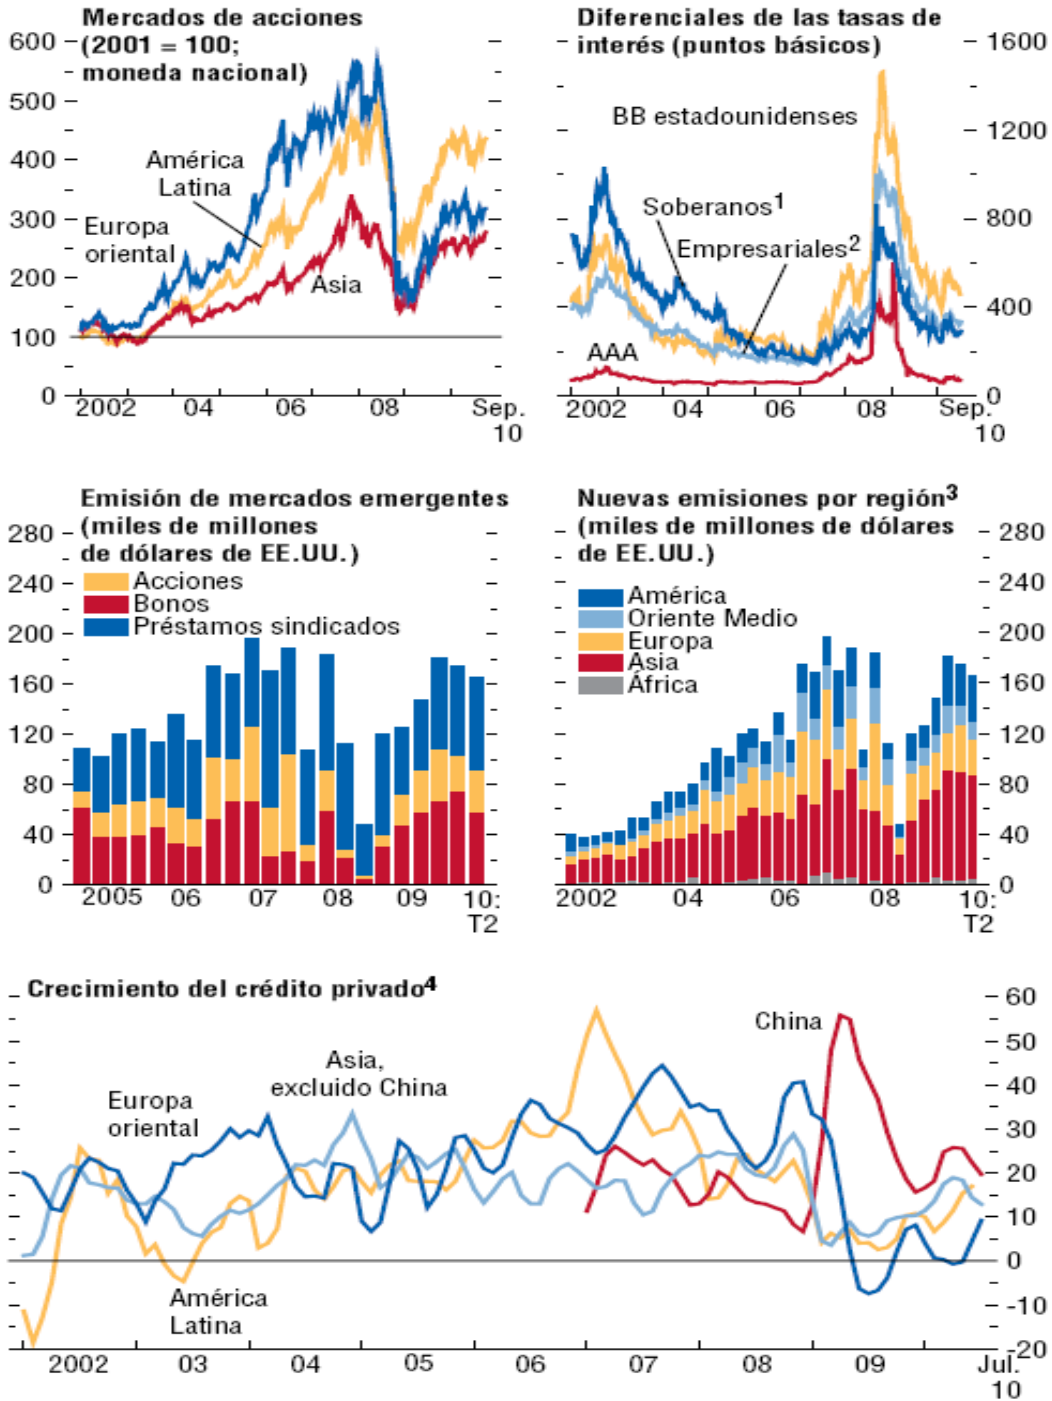 Mercados de acciones
(2001 = 100;
moneda nacional)
600
500
400
300
200
100
0
América
Latina
Europa
oriental
Asia
2002
04
06
08
Sep.
10
Diferenciales de las tasas de
interés (puntos básicos)
1600
1200
800
400
0
BB estadounidenses
Soberanos1
Empresariales2
AAA
2002
04
06
08
Sep.
10
Emisión de mercados emergentes
(miles de millones
de dólares de EE.UU.)
Acciones
Bonos
Préstamos sindicados
280
240
200
160
120
80
40
0
2005
06
07
08
09
10:
T2
Nuevas emisiones por región3
(miles de millones de dólares
de EE.UU.)
América
Oriente Medio
Europa
Asia
África
280
240
200
160
120
80
40
0
2002
04
06
08
10:
T2
Crecimiento del crédito privado4
60
50
40
30
20
10
0
-10
-20
China
Asia,
excluido China
Europa
oriental
América
Latina
2002
03
04
05
06
07
08
09
Jul.
10